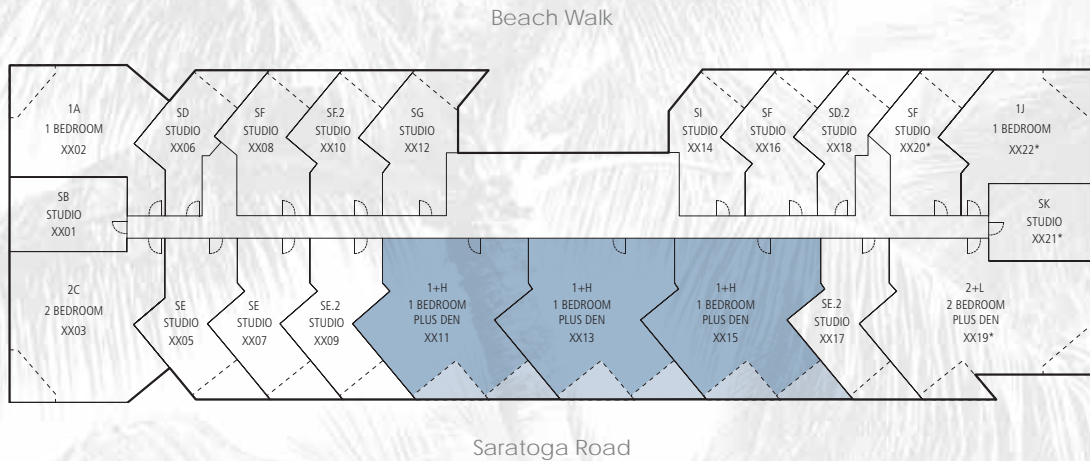 Beach Walk
1A
1 BEDROOM
XX02
SD
STUDIO
XX06
SF
STUDIO
XX08
SF.2
STUDIO
XX10
SG
STUDIO
XX12
SI
STUDIO
XX14
SF
STUDIO
XX16
SD.2
STUDIO
XX18
SF
STUDIO
XX20*
1J
1 BEDROOM
XX22*
SB
STUDIO
XX01
SK
STUDIO
XX21*
2C
2 BEDROOM
XX03
SE
STUDIO
XX05
SE
STUDIO
XX07
SE.2
STUDIO
XX09
1+H
1 BEDROOM
PLUS DEN
XX11
1+H
1 BEDROOM
PLUS DEN
XX13
1+H
1 BEDROOM
PLUS DEN
XX15
SE.2
STUDIO
XX17
2+L
2 BEDROOM
PLUS DEN
XX19*
Saratoga Road